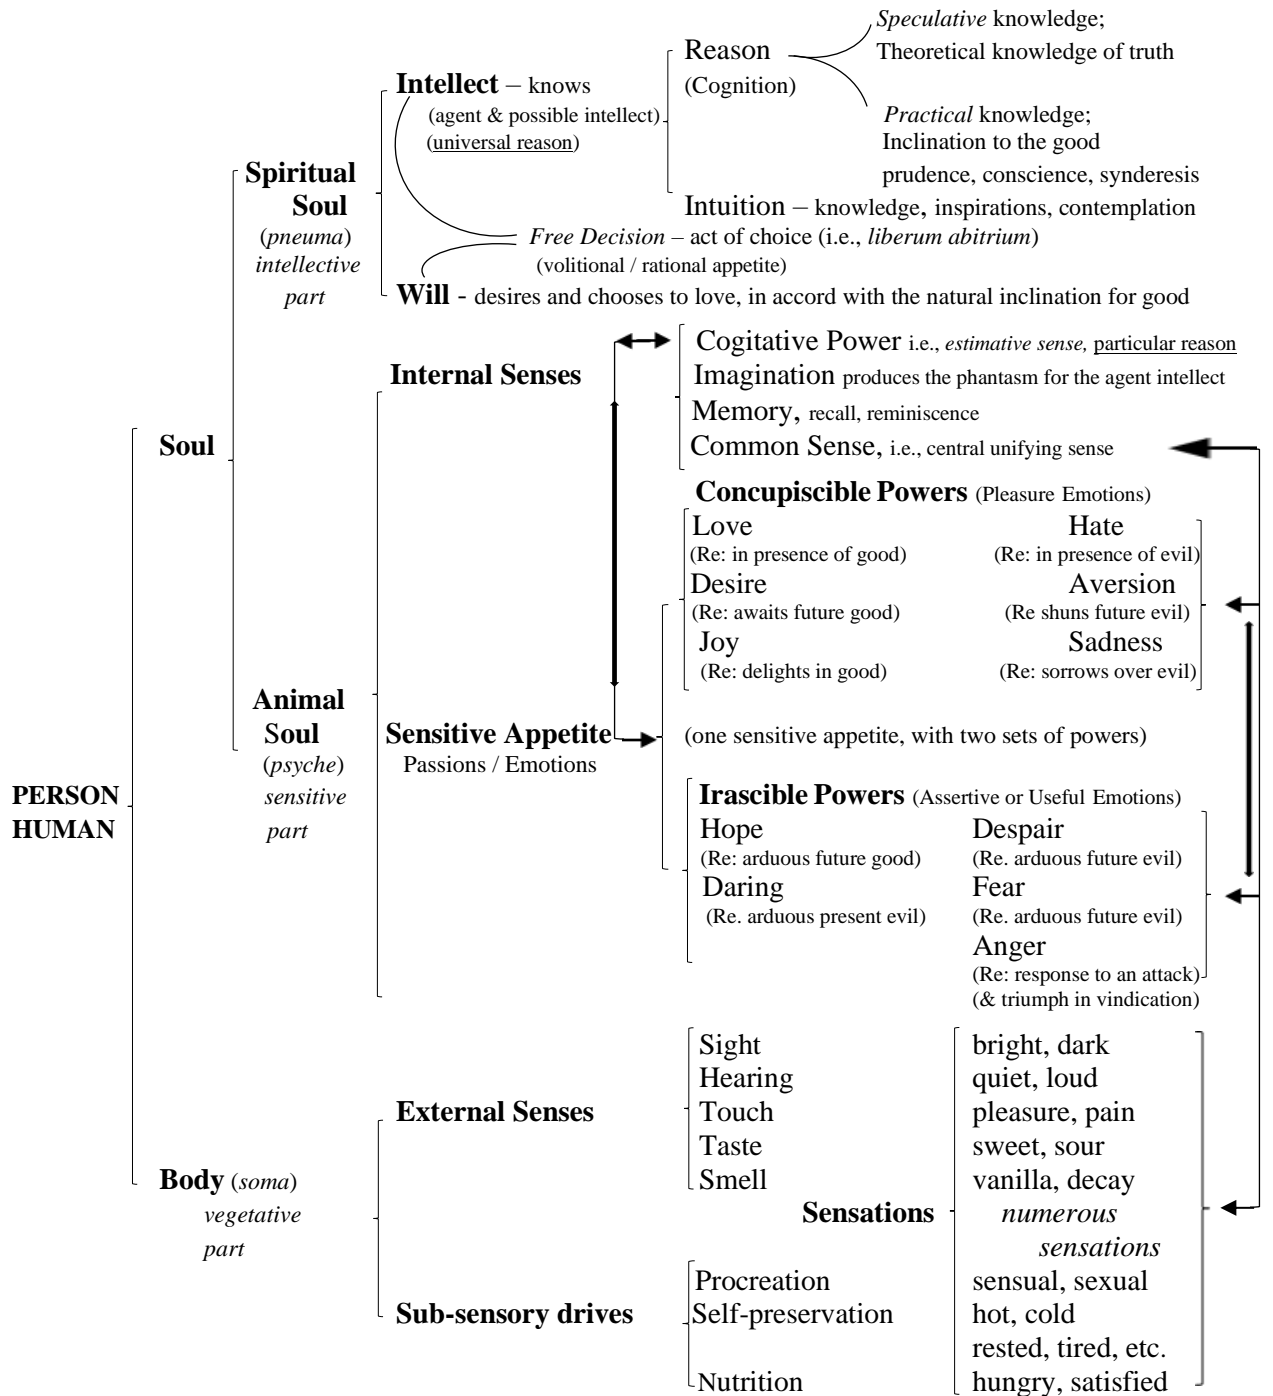 Speculative knowledge;
Theoretical knowledge of truth
Reason
(Cognition)
Practical knowledge;
Inclination to the good
prudence, conscience, synderesis
Intellect – knows
(agent & possible intellect)
(universal reason)
Intuition – knowledge, inspirations, contemplation
Spiritual
Soul
(pneuma)
intellective
part
Free Decision – act of choice (i.e., liberum abitrium)
(volitional / rational appetite)
Will - desires and chooses to love, in accord with the natural inclination for good
Internal Senses
Cogitative Power i.e., estimative sense, particular reason
Imagination produces the phantasm for the agent intellect
Memory, recall, reminiscence
Common Sense, i.e., central unifying sense
Soul
Concupiscible Powers (Pleasure Emotions)
Love
(Re: in presence of good)
Desire
(Re: awaits future good)
Joy
(Re: delights in good)
Hate
(Re: in presence of evil)
Aversion
(Re shuns future evil)
Sadness
(Re: sorrows over evil)
Animal
Soul
(psyche)
sensitive
part
Sensitive Appetite
Passions / Emotions
(one sensitive appetite, with two sets of powers)
Irascible Powers (Assertive or Useful Emotions)
Hope
(Re: arduous future good)
Daring
(Re. arduous present evil)
Despair
(Re. arduous future evil)
Fear
(Re. arduous future evil)
Anger
(Re: response to an attack)
(& triumph in vindication)
PERSON
HUMAN
External Senses
Sight
Hearing
Touch
Taste
Smell
bright, dark
quiet, loud
pleasure, pain
sweet, sour
vanilla, decay
Body (soma)
vegetative
part
Sensations
numerous
sensations
Sub-sensory drives
Procreation
Self-preservation
Nutrition
sensual, sexual
hot, cold
rested, tired, etc.
hungry, satisfied